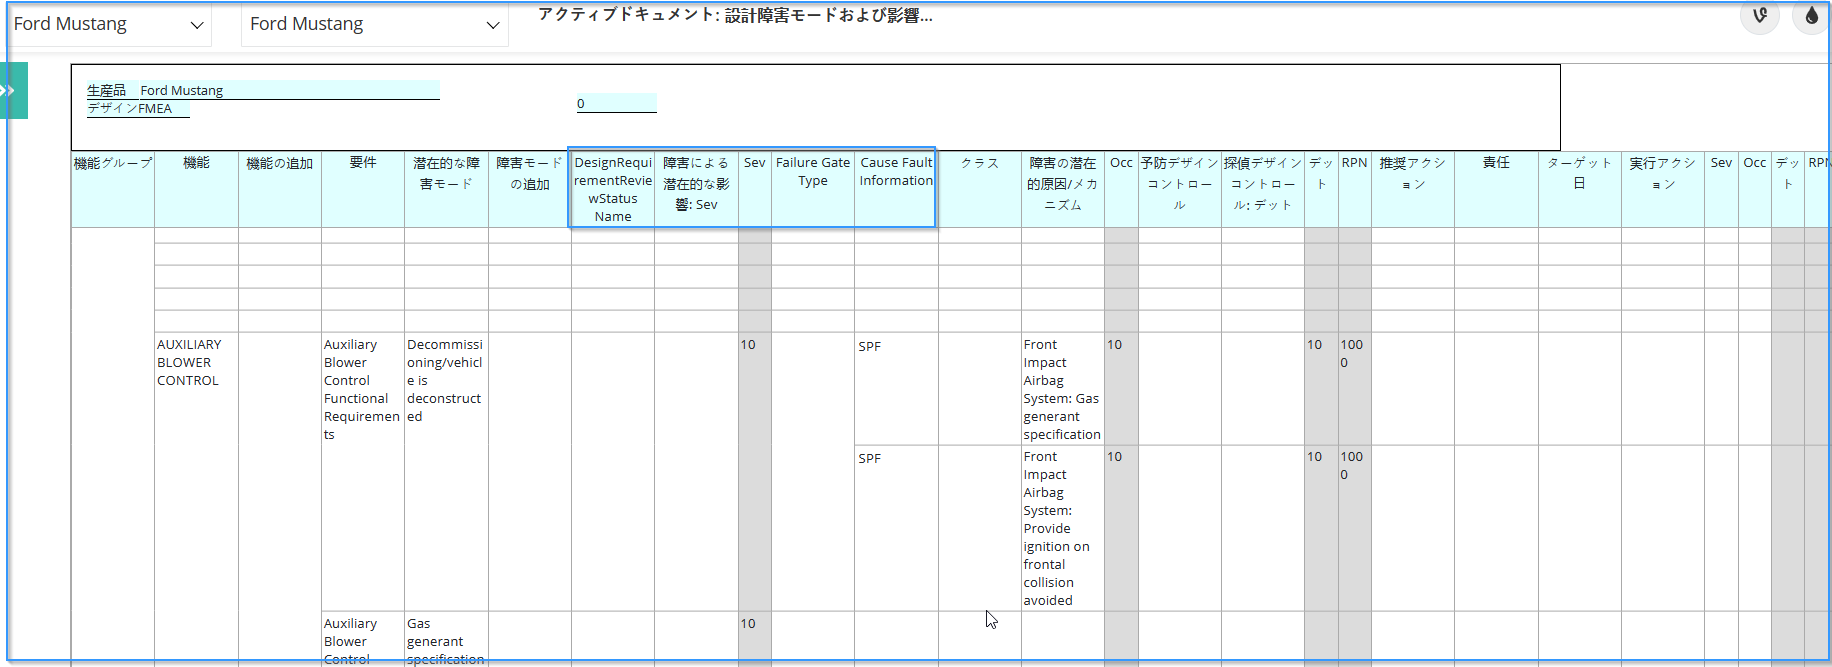 Ford Mustang
Ford Mustang
アクティブドキュメント: 設計障害モードおよび影響...
生産品 Ford Mustang
デザインFMEA
0
機能グループ
機能
機能の追加
要件
潜在的な障
害モード
障害モード
の追加
DesignRequi
rementRevie
wStatus
Name
障害による
潜在的な影
響: Sev
Sev
Failure Gate
Type
Cause Fault
Information
クラス
障害の潜在
的原因/メカ
ニズム
Occ
予防デザイン
コントロー
ル
探偵デザイン
コントロー
ル: デット
デッ
ト
RPN
推奨アクシ
ョン
責任
ターゲット
日
実行アクシ
ョン
Sev
Occ
デッ
ト
RPN
AUXILIARY
BLOWER
CONTROL
Auxiliary
Blower
Control
Functional
Requiremen
ts
Decommissi
oning/vehicl
e is
deconstruct
ed
10
SPF
Front
Impact
Airbag
System: Gas
generant
specification
10
10
100
0
SPF
Front
Impact
Airbag
System:
Provide
ignition on
frontal
collision
avoided
10
10
100
0
Auxiliary
Blower
Control
Gas
generant
specification
10